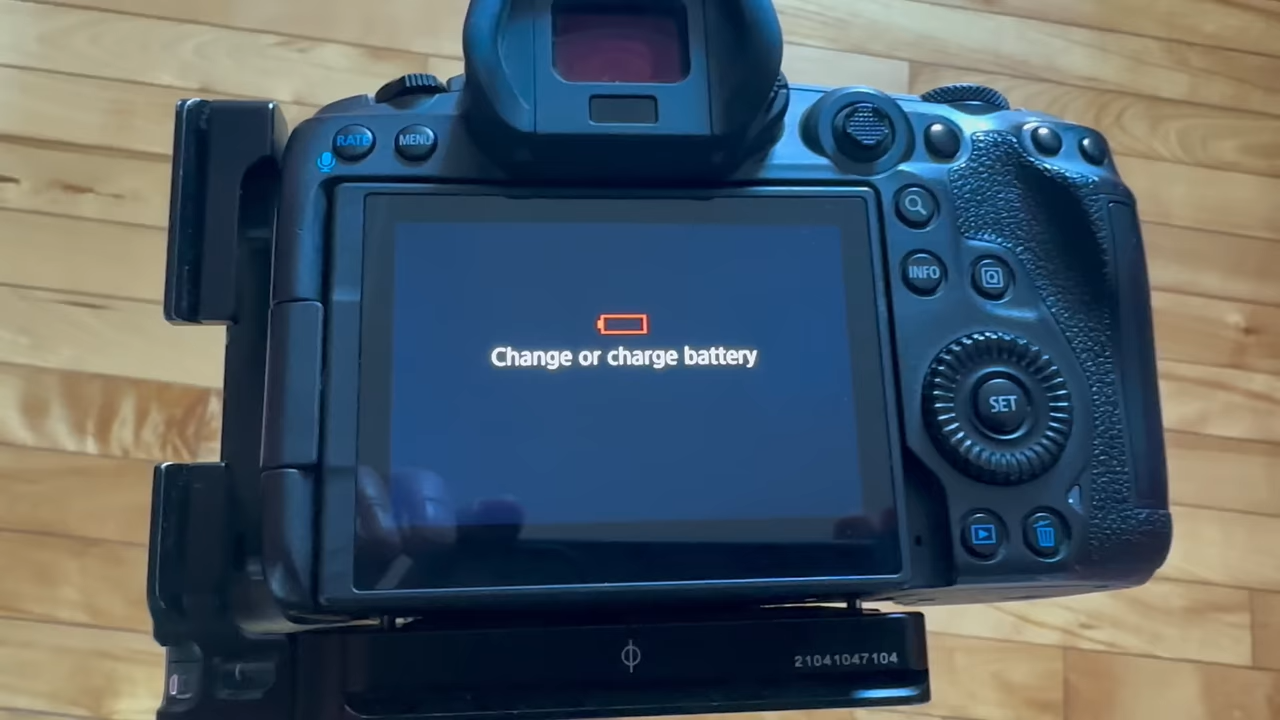 RATE
MENU
INFO
Q
Change or charge battery
SET
21041047104